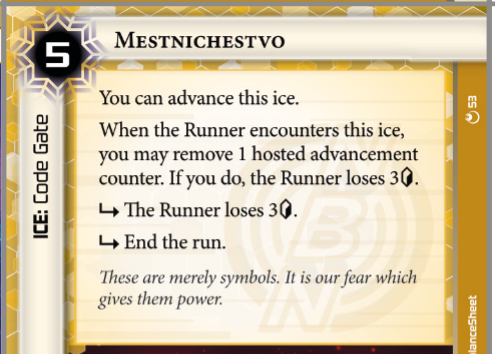 5
MESTNICHESTVO
ICE: Code Gate
You can advance this ice.
When the Runner encounters this ice,
you may remove 1 hosted advancement
counter. If you do, the Runner loses 3.
↳ The Runner loses 3.
↳ End the run.
These are merely symbols. It is our fear which
gives them power.
53